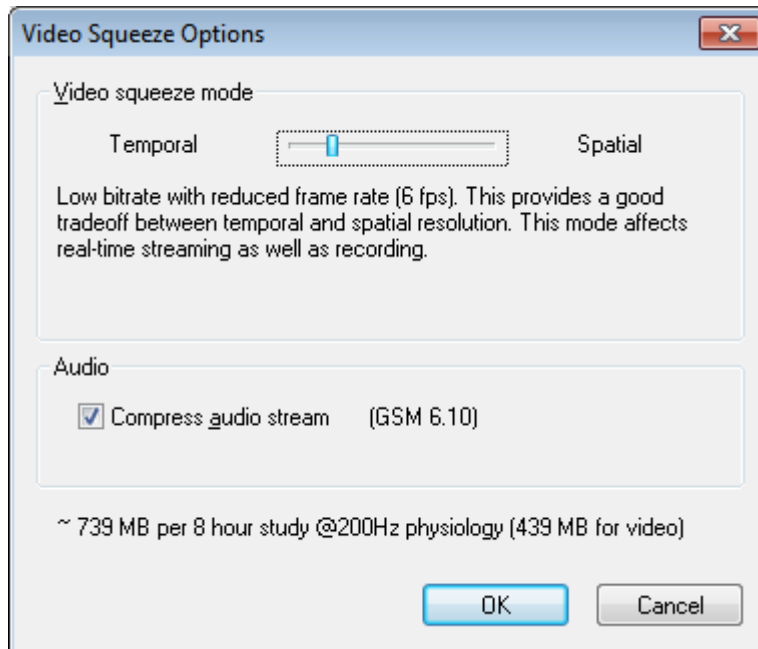 Video Squeeze Options
Video squeeze mode
Temporal Spatial
Low bitrate with reduced frame rate (6 fps). This provides a good
tradeoff between temporal and spatial resolution. This mode affects
real-time streaming as well as recording.
Audio
Compress audio stream (GSM 6.10)
~ 739 MB per 8 hour study @200Hz physiology (439 MB for video)
OK Cancel